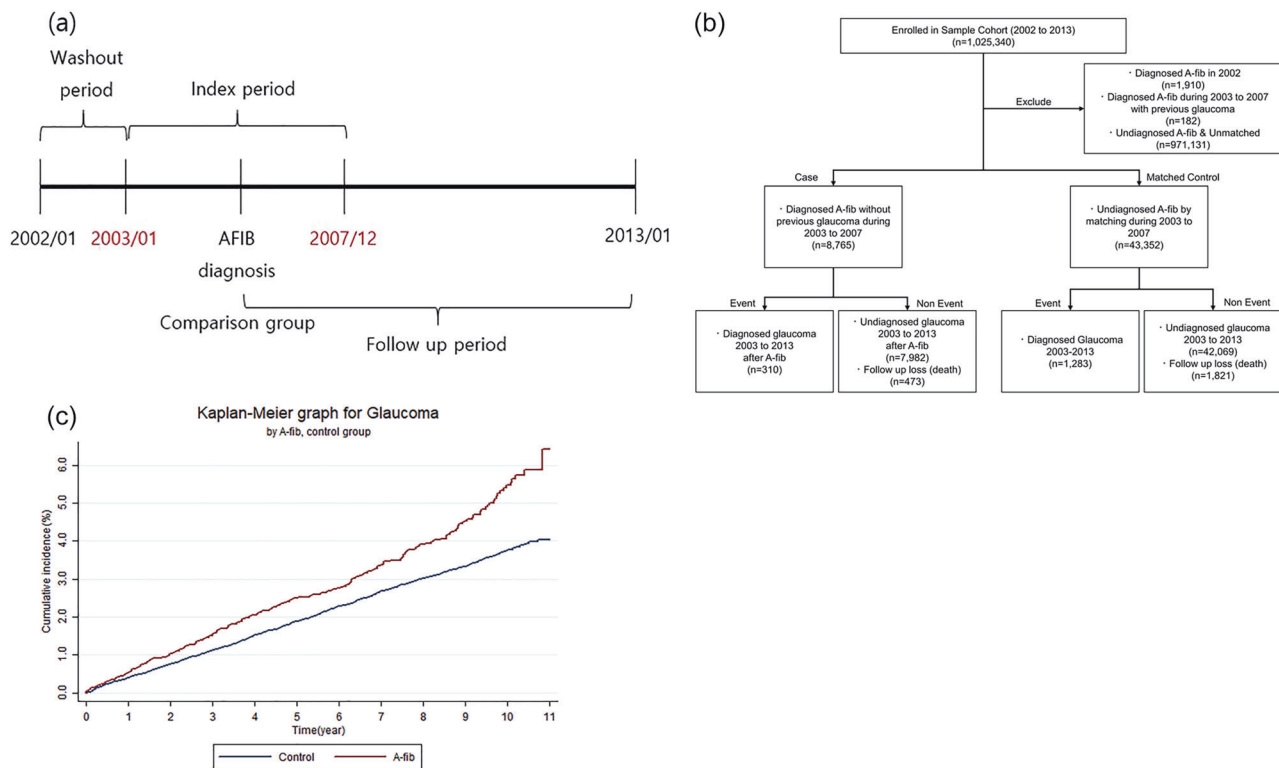 (a)
Washout
period
Index period
2002/01
2003/01
AFIB
diagnosis
2007/12
2013/01
Comparison group
Follow up period
(b)
Enrolled in Sample Cohort (2002 to 2013)
(n=1,025,340)
Exclude
· Diagnosed A-fib in 2002
(n=1,910)
· Diagnosed A-fib during 2003 to 2007
with previous glaucoma
(n=182)
· Undiagnosed A-fib & Unmatched
(n=971,131)
Case
Matched Control
· Diagnosed A-fib without
previous glaucoma during
2003 to 2007
(n=8,765)
· Undiagnosed A-fib by
matching during 2003 to
2007
(n=43,352)
Event
Non Event
Event
Non Event
· Diagnosed glaucoma
2003 to 2013
after A-fib
(n=310)
· Undiagnosed glaucoma
2003 to 2013
after A-fib
(n=7,982)
· Follow up loss (death)
(n=473)
· Diagnosed Glaucoma
2003-2013
(n=1,283)
· Undiagnosed glaucoma
2003 to 2013
(n=42,069)
· Follow up loss (death)
(n=1,821)
(c)
Kaplan-Meier graph for Glaucoma
by A-fib, control group
Cumulative incidence (%)
6.0
5.0
4.0
3.0
2.0
1.0
0.0
0 1 2 3 4 5 6 7 8 9 10 11
Time(year)
Control
A-fib